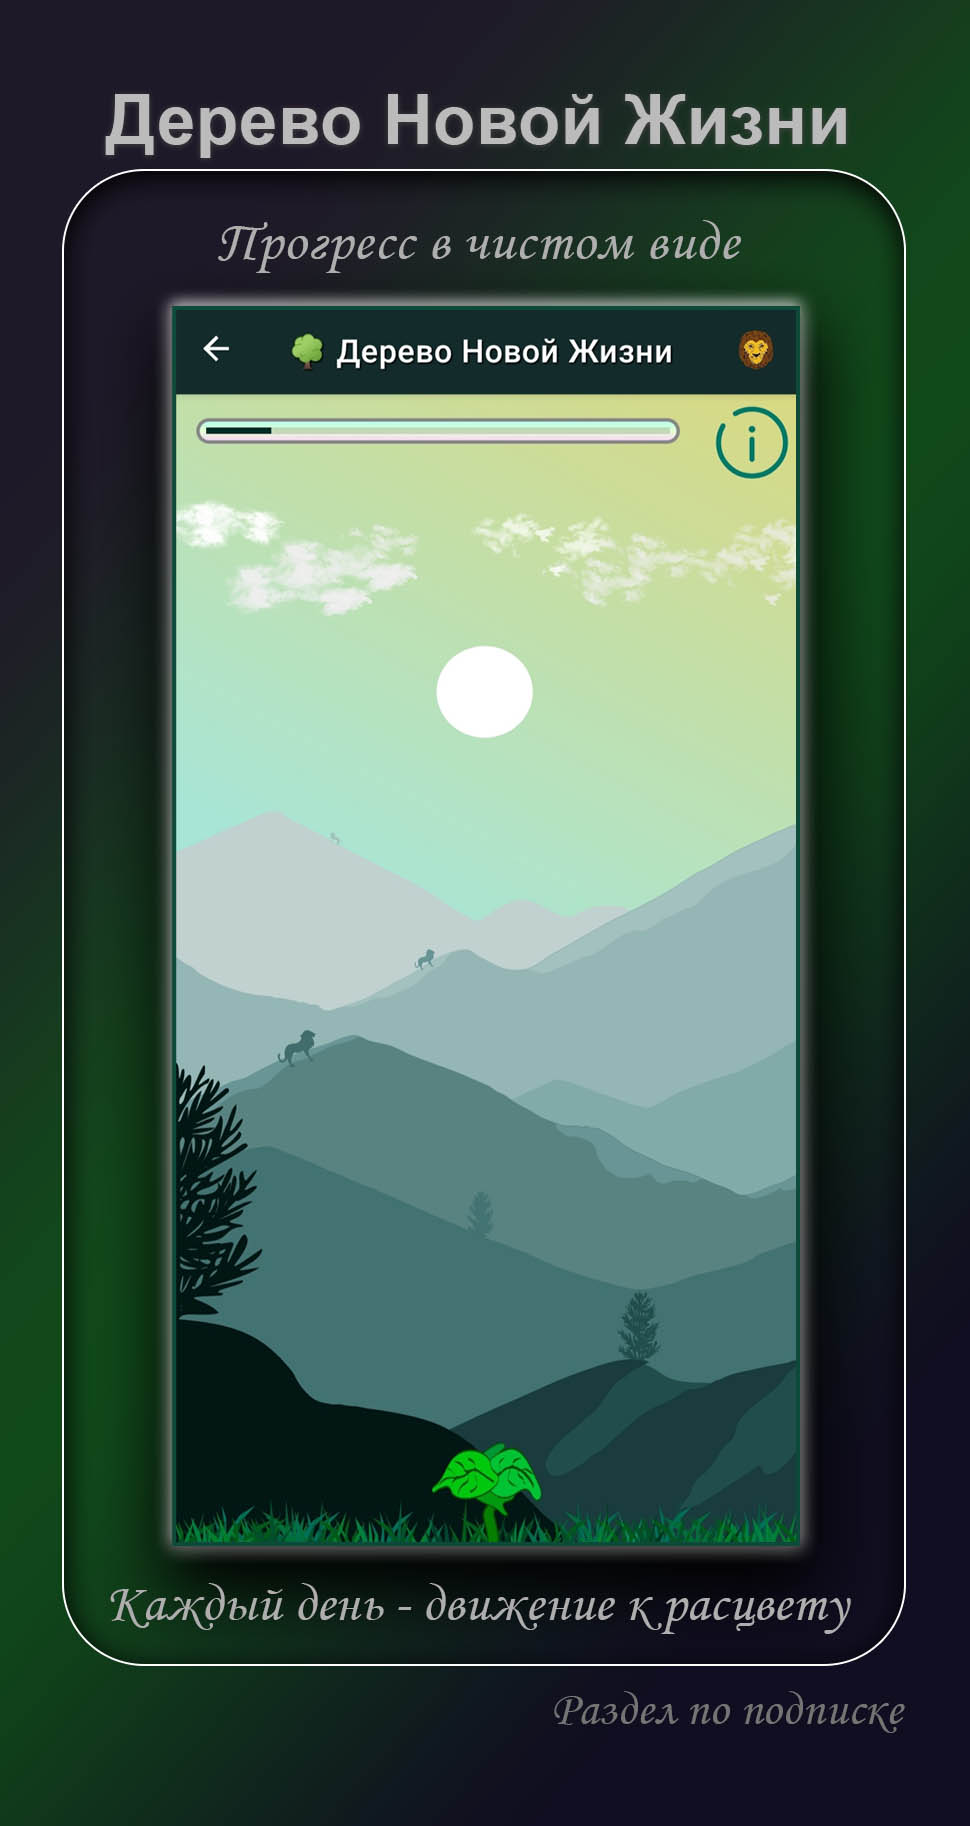 Дерево Новой Жизни
Прогресс в чистом виде
Дерево Новой Жизни
Каждый день - движение к расцвету
Раздел по подписке